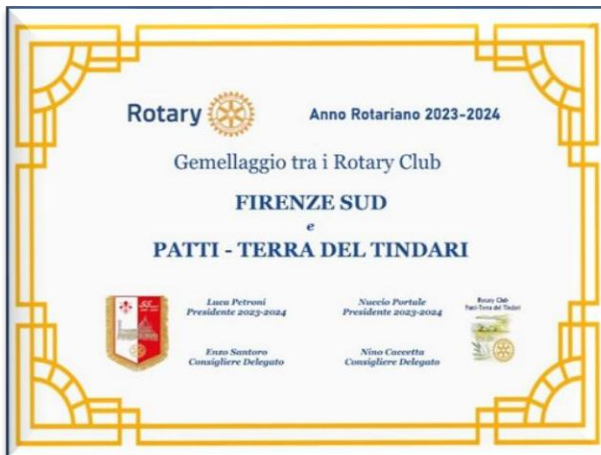 Rotary
Anno Rotariano 2023-2024
Gemellaggio tra i Rotary Club
FIRENZE SUD
e
PATTI - TERRA DEL TINDARI
Luca Petroni
Presidente 2023-2024
Nuccio Portale
Presidente 2023-2024
Enzo Santoro
Consigliere Delegato
Nino Caccetta
Consigliere Delegato
55
Rotary Club
Patti-Terra del Tindari